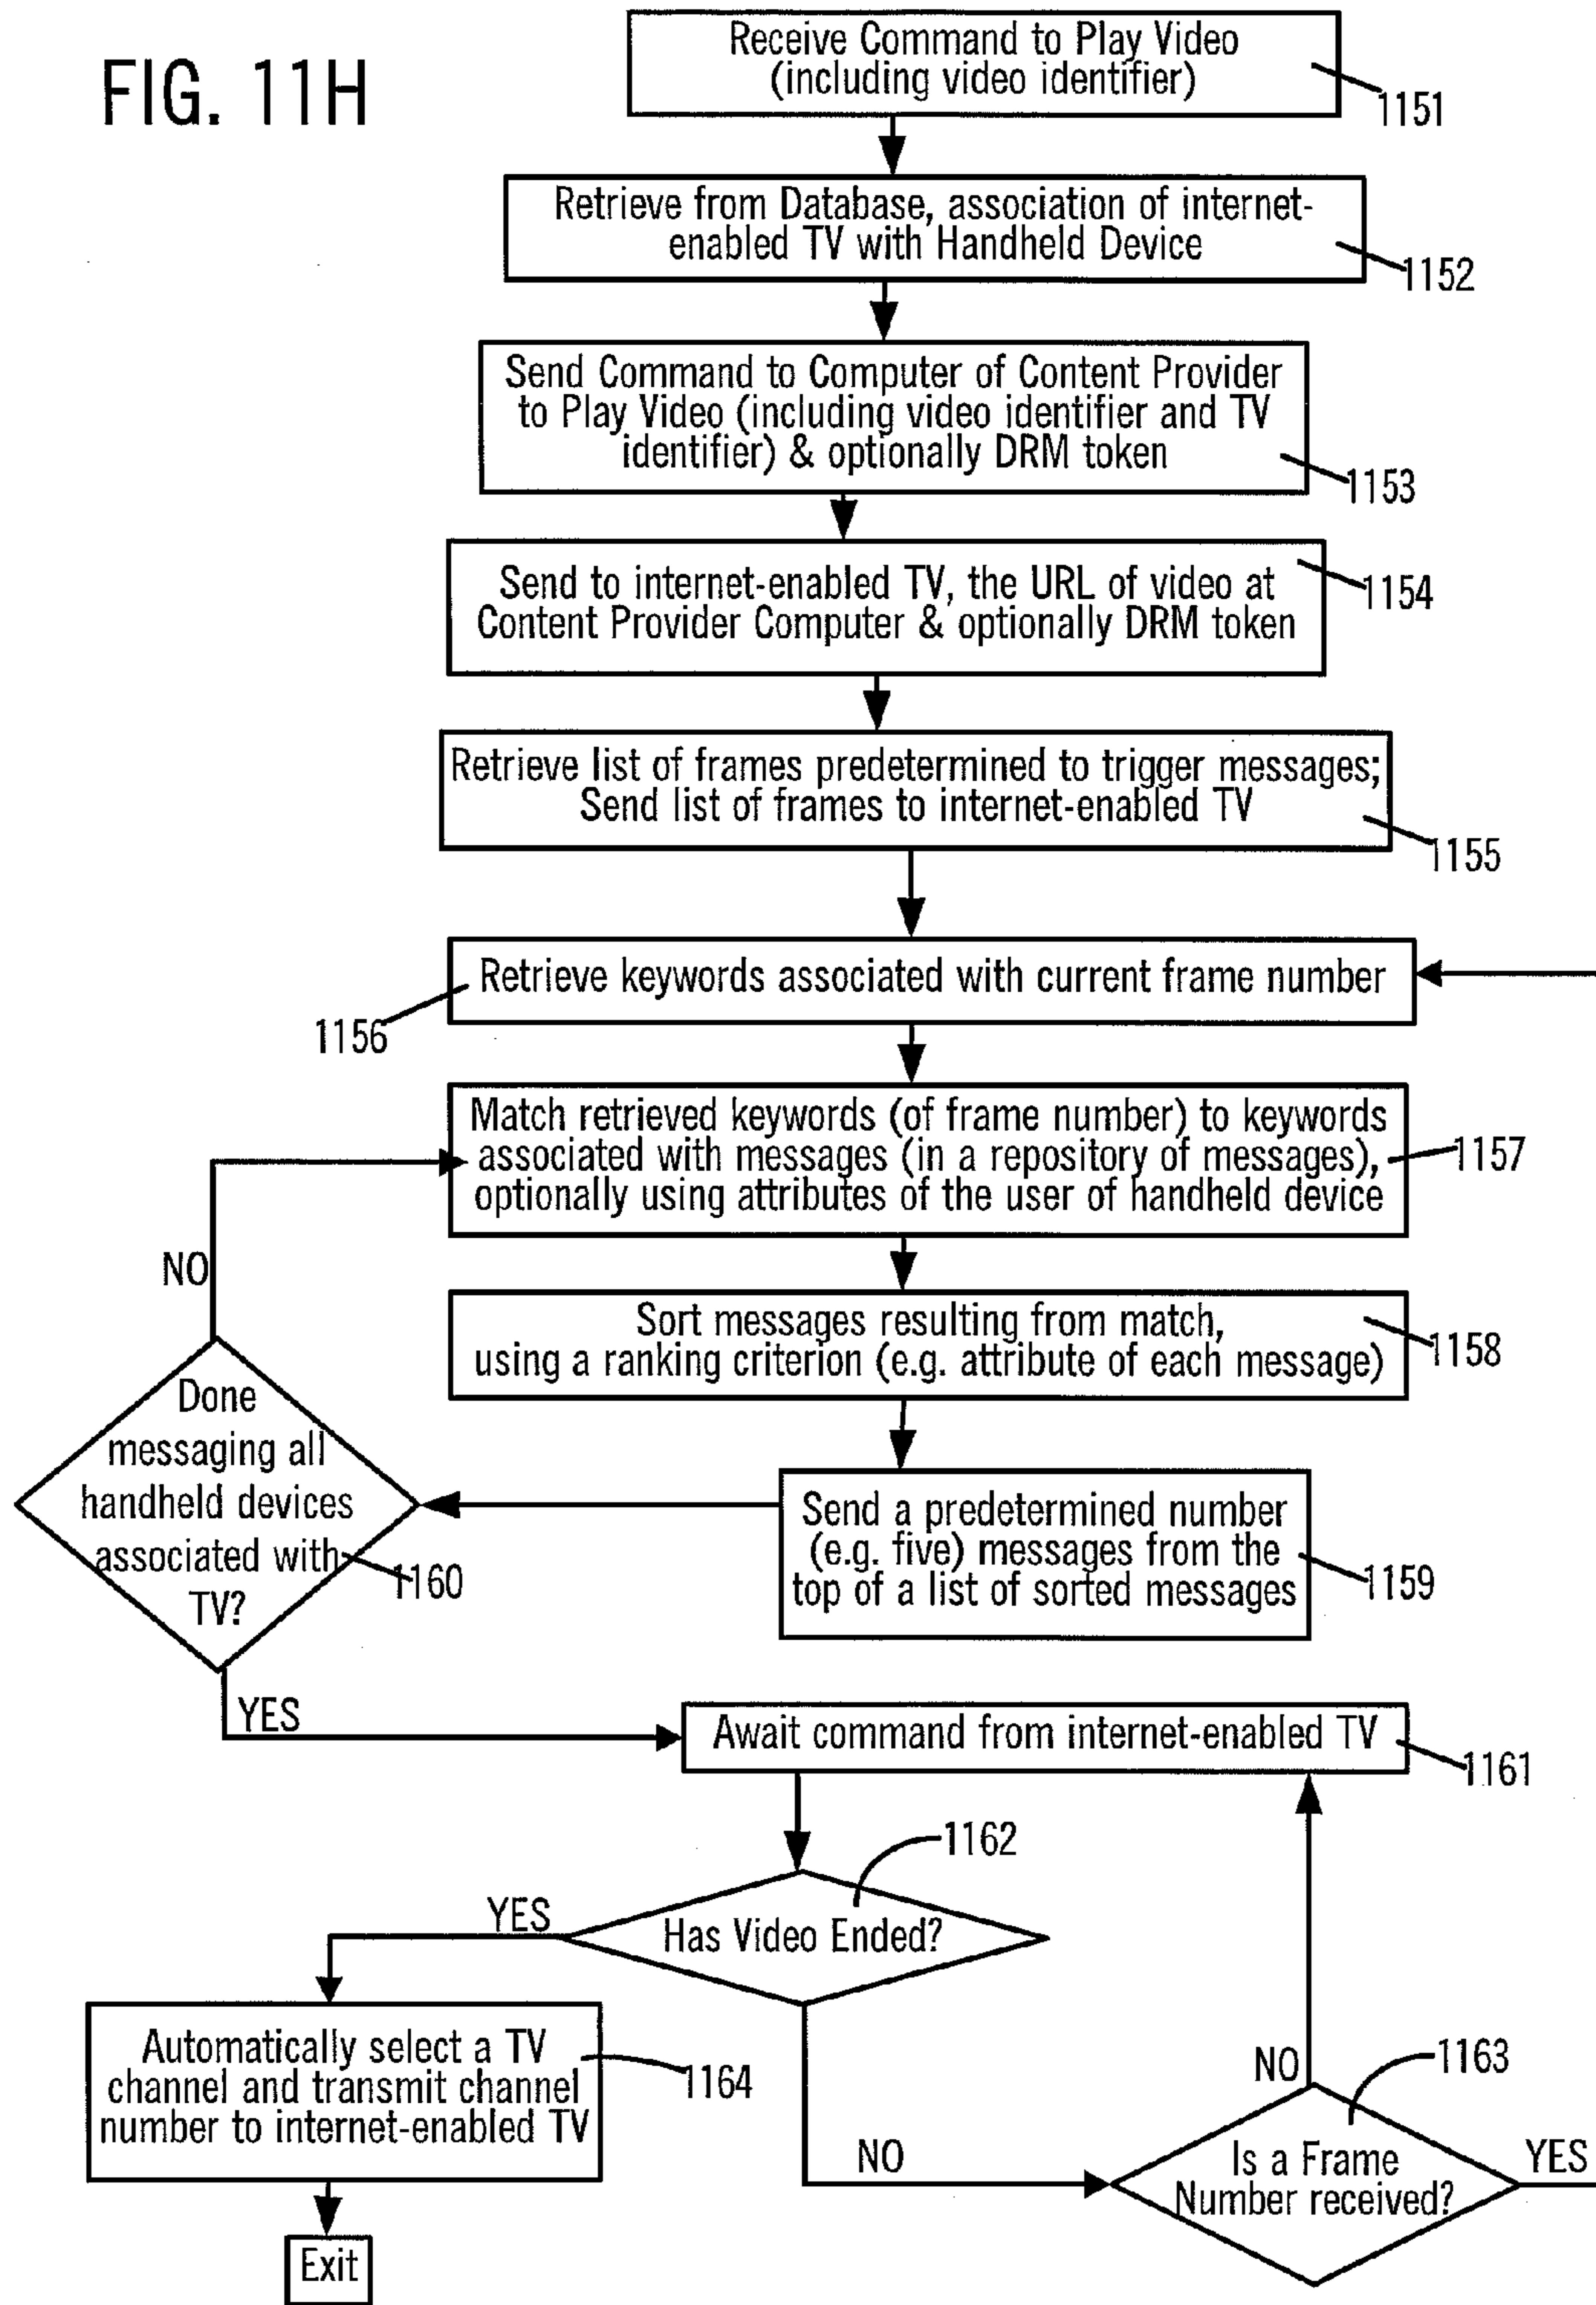 FIG. 11H
Receive Command to Play Video
(including video identifier)
1151
Retrieve from Database, association of internet-
enabled TV with Handheld Device
1152
Send Command to Computer of Content Provider
to Play Video (including video identifier and TV
identifier) & optionally DRM token
1153
Send to internet-enabled TV, the URL of video at
Content Provider Computer & optionally DRM token
1154
Retrieve list of frames predetermined to trigger messages;
Send list of frames to internet-enabled TV
1155
Retrieve keywords associated with current frame number
1156
Match retrieved keywords (of frame number) to keywords
associated with messages (in a repository of messages),
optionally using attributes of the user of handheld device
1157
NO
Sort messages resulting from match,
using a ranking criterion (e.g. attribute of each message)
1158
Done
messaging all
handheld devices
associated with
TV?
1160
Send a predetermined number
(e.g. five) messages from the
top of a list of sorted messages
1159
YES
Await command from internet-enabled TV
1161
1162
YES
Has Video Ended?
Automatically select a TV
channel and transmit channel
number to internet-enabled TV
1164
NO
NO
1163
Is a Frame
Number received?
YES
Exit